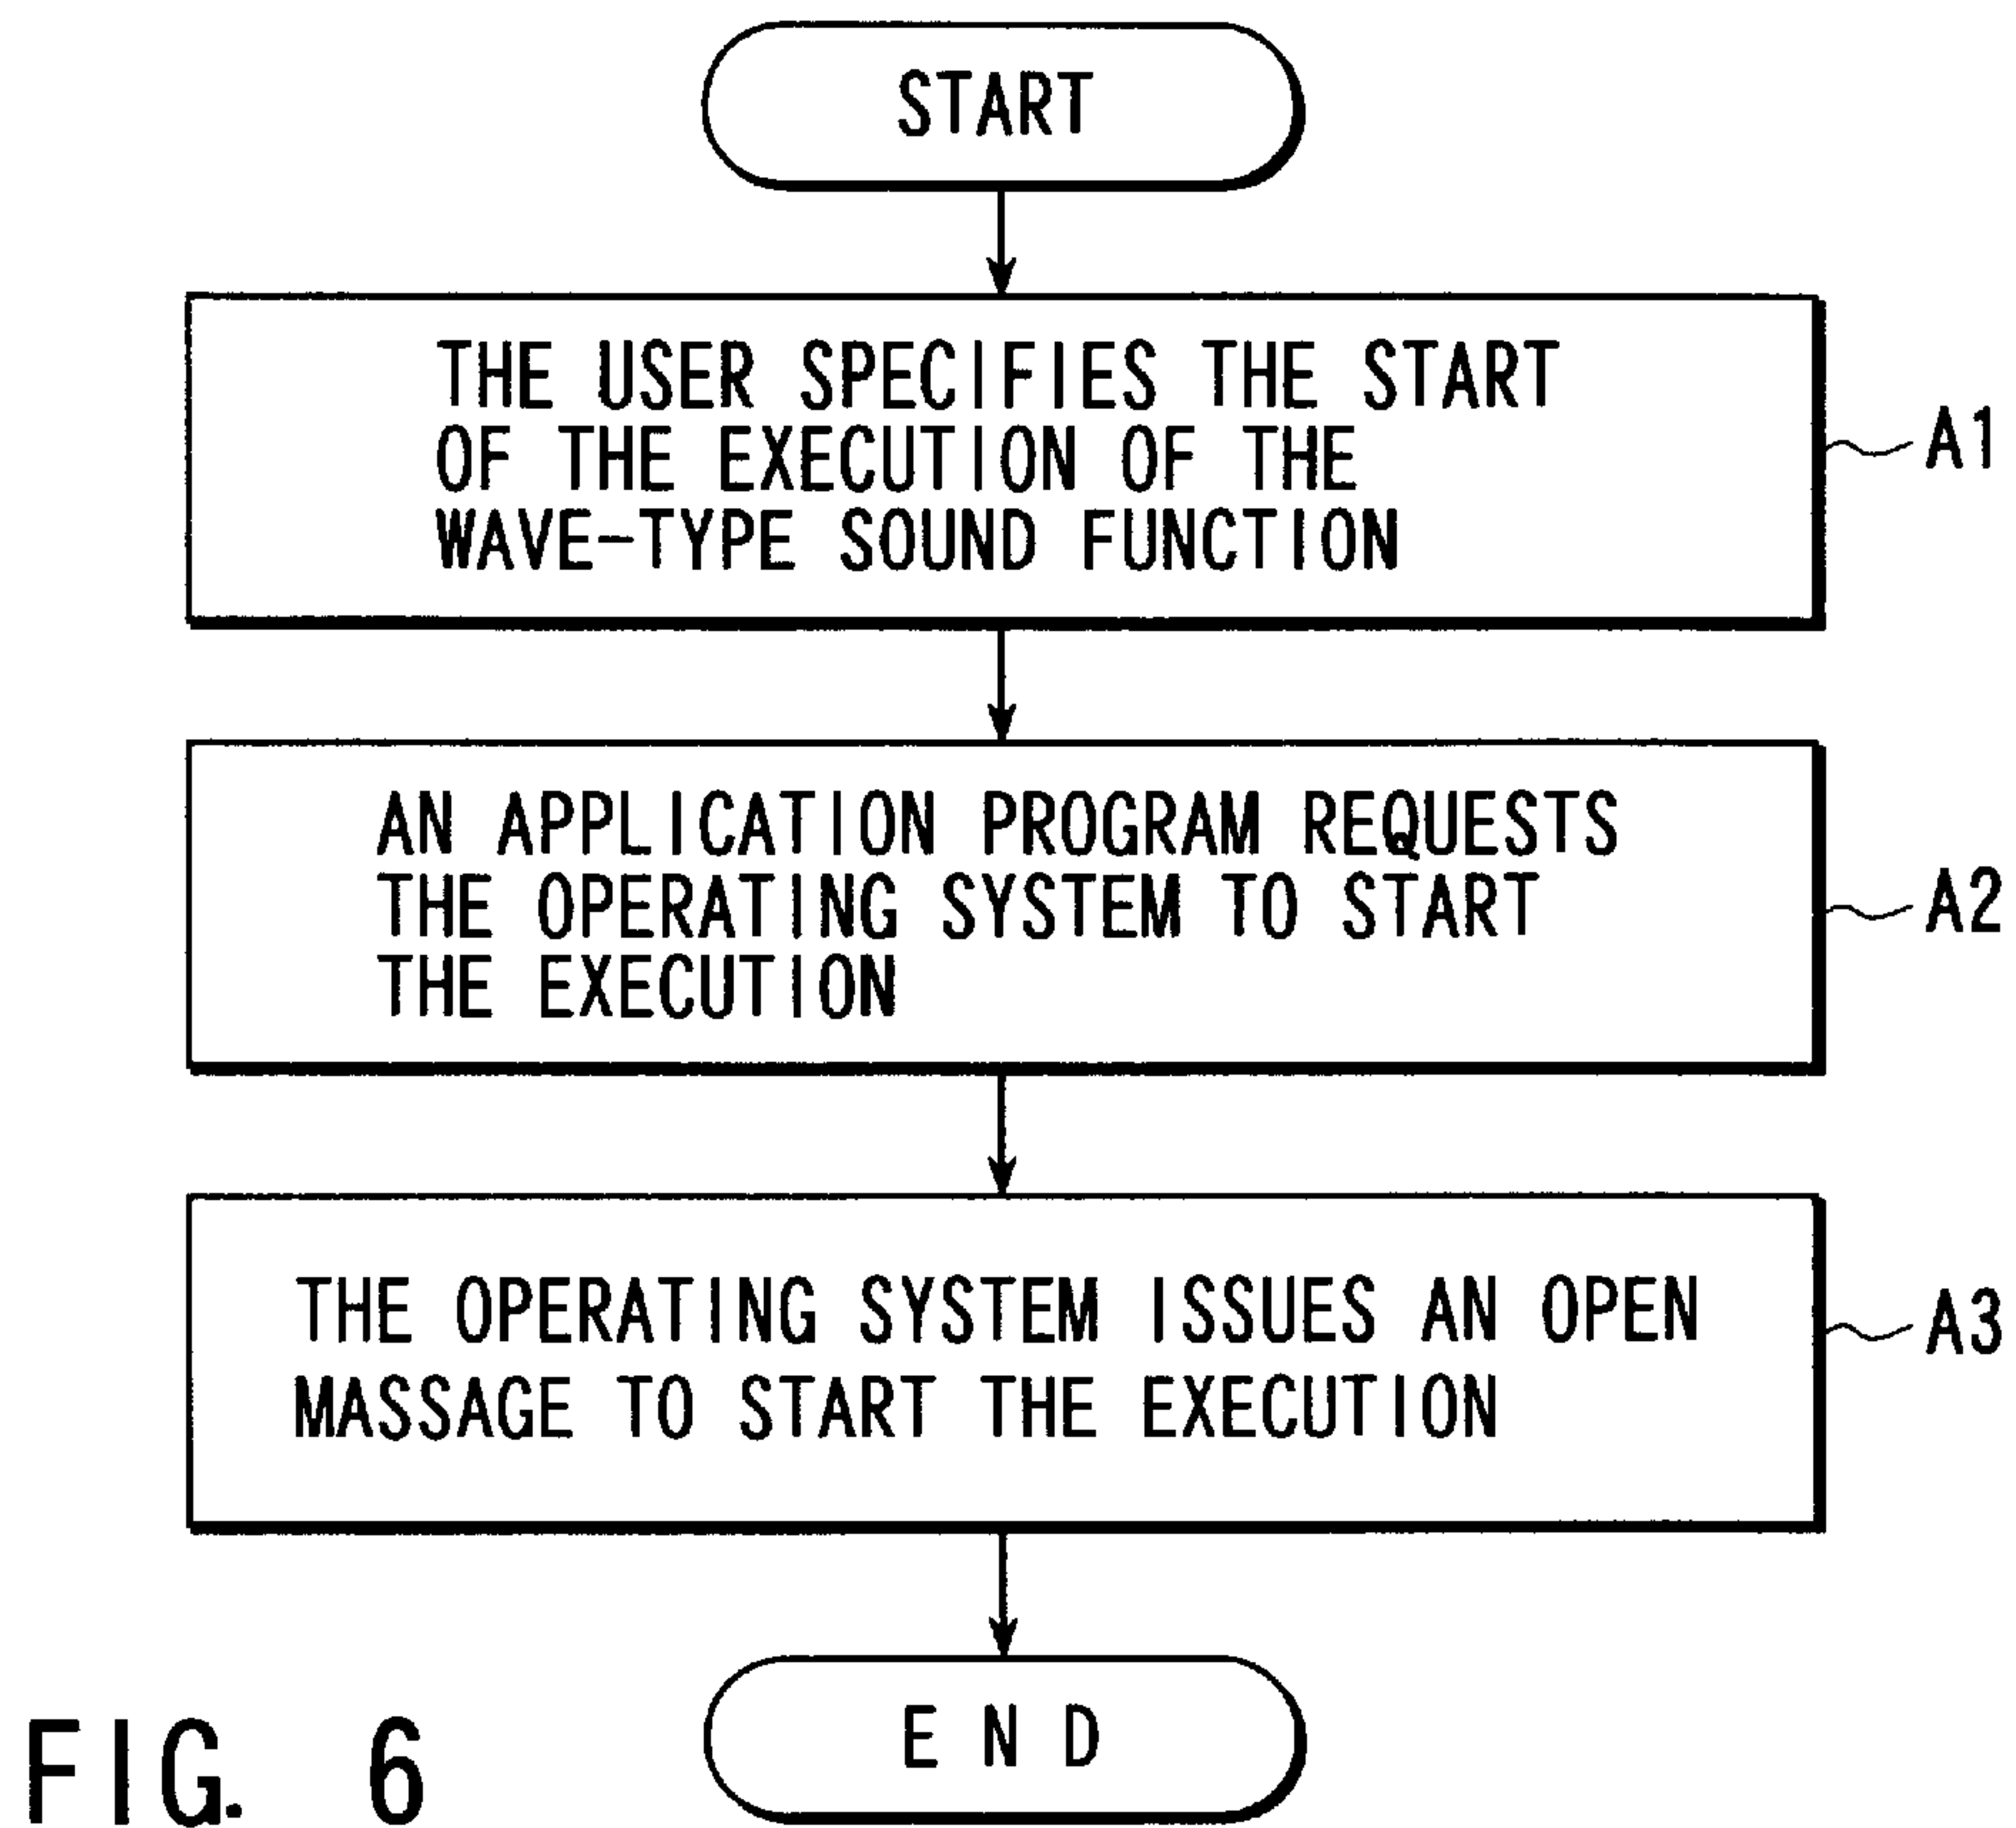 START
THE USER SPECIFIES THE START
OF THE EXECUTION OF THE
WAVE-TYPE SOUND FUNCTION
A1
AN APPLICATION PROGRAM REQUESTS
THE OPERATING SYSTEM TO START
THE EXECUTION
A2
THE OPERATING SYSTEM ISSUES AN OPEN
MASSAGE TO START THE EXECUTION
A3
END
FIG. 6